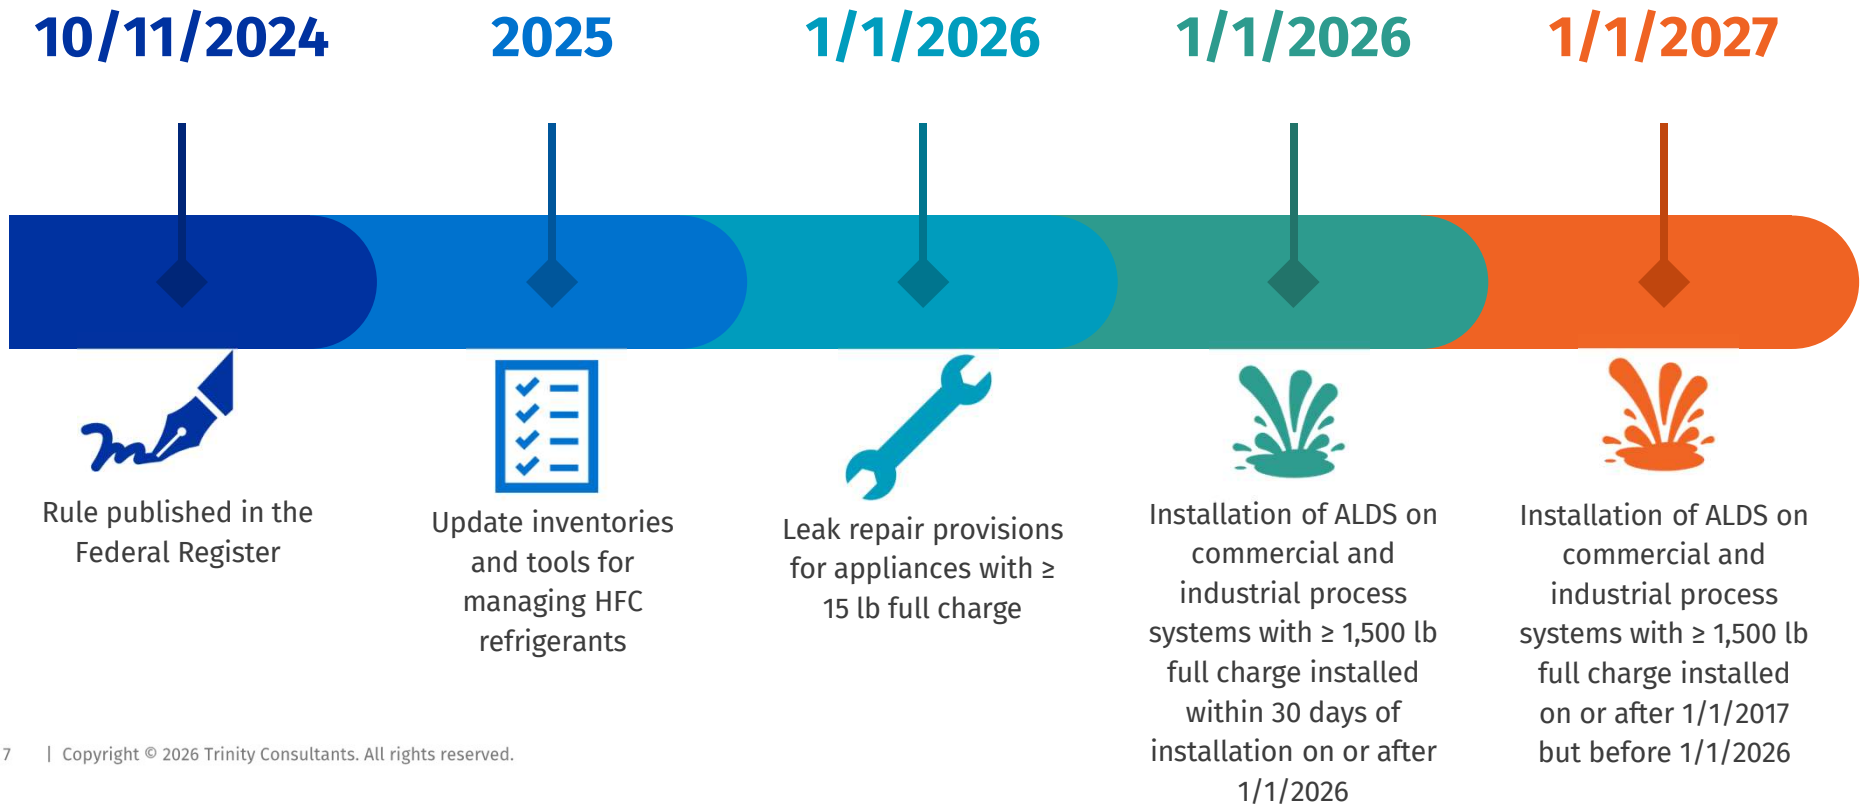 10/11/2024
2025
1/1/2026
1/1/2026
1/1/2027
Rule published in the
Federal Register
Update inventories
and tools for
managing HFC
refrigerants
Leak repair provisions
for appliances with ≥
15 lb full charge
Installation of ALDS on
commercial and
industrial process
systems with ≥ 1,500 lb
full charge installed
within 30 days of
installation on or after
1/1/2026
Installation of ALDS on
commercial and
industrial process
systems with ≥ 1,500 lb
full charge installed
on or after 1/1/2017
but before 1/1/2026
7 | Copyright © 2026 Trinity Consultants. All rights reserved.